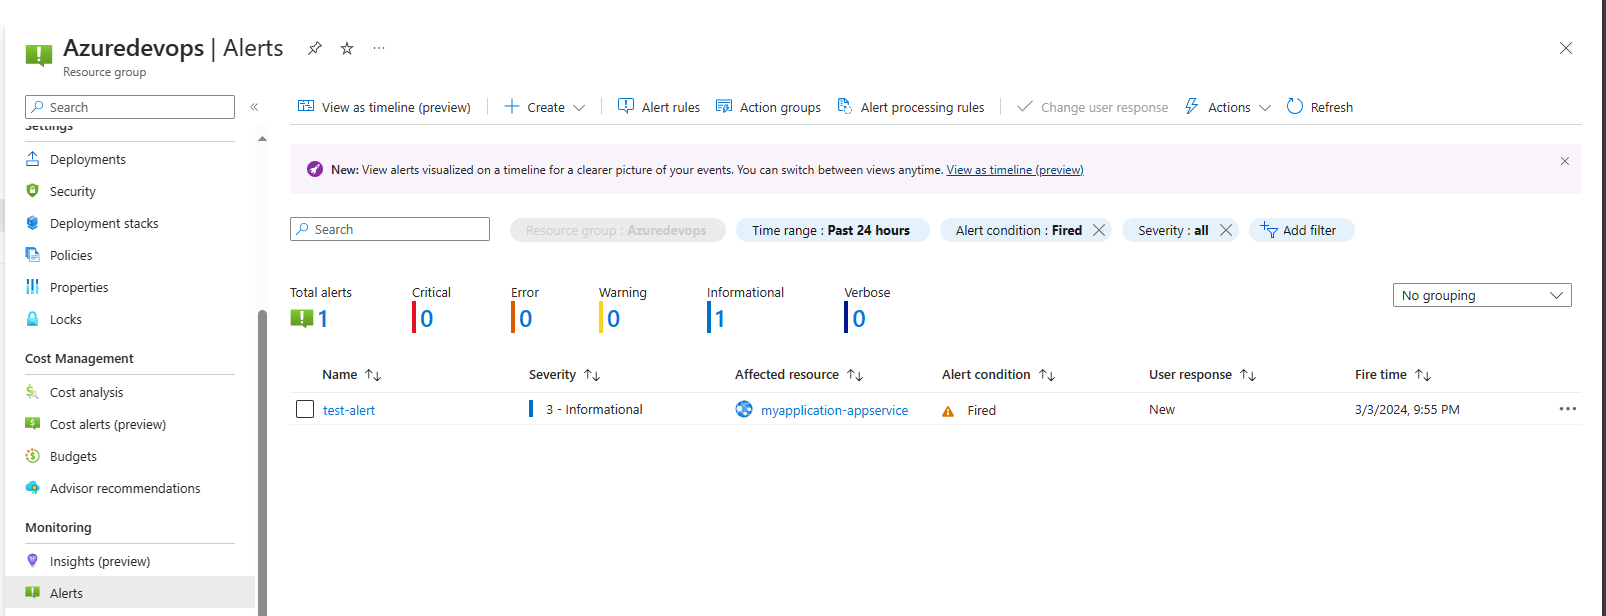 Azuredevops | Alerts
Resource group
Search
Settings
Deployments
Security
Deployment stacks
Policies
Properties
Locks
Cost Management
Cost analysis
Cost alerts (preview)
Budgets
Advisor recommendations
Monitoring
Insights (preview)
Alerts
View as timeline (preview) Create Alert rules Action groups Alert processing rules Change user response Actions Refresh
New: View alerts visualized on a timeline for a clearer picture of your events. You can switch between views anytime. View as timeline (preview)
Search Resource group : Azuredevops Time range : Past 24 hours Alert condition : Fired Severity : all Add filter
Total alerts Critical Error Warning Informational Verbose
1 0 0 0 1 0
No grouping
Name Severity Affected resource Alert condition User response Fire time
test-alert 3 - Informational myapplication-appservice Fired New 3/3/2024, 9:55 PM